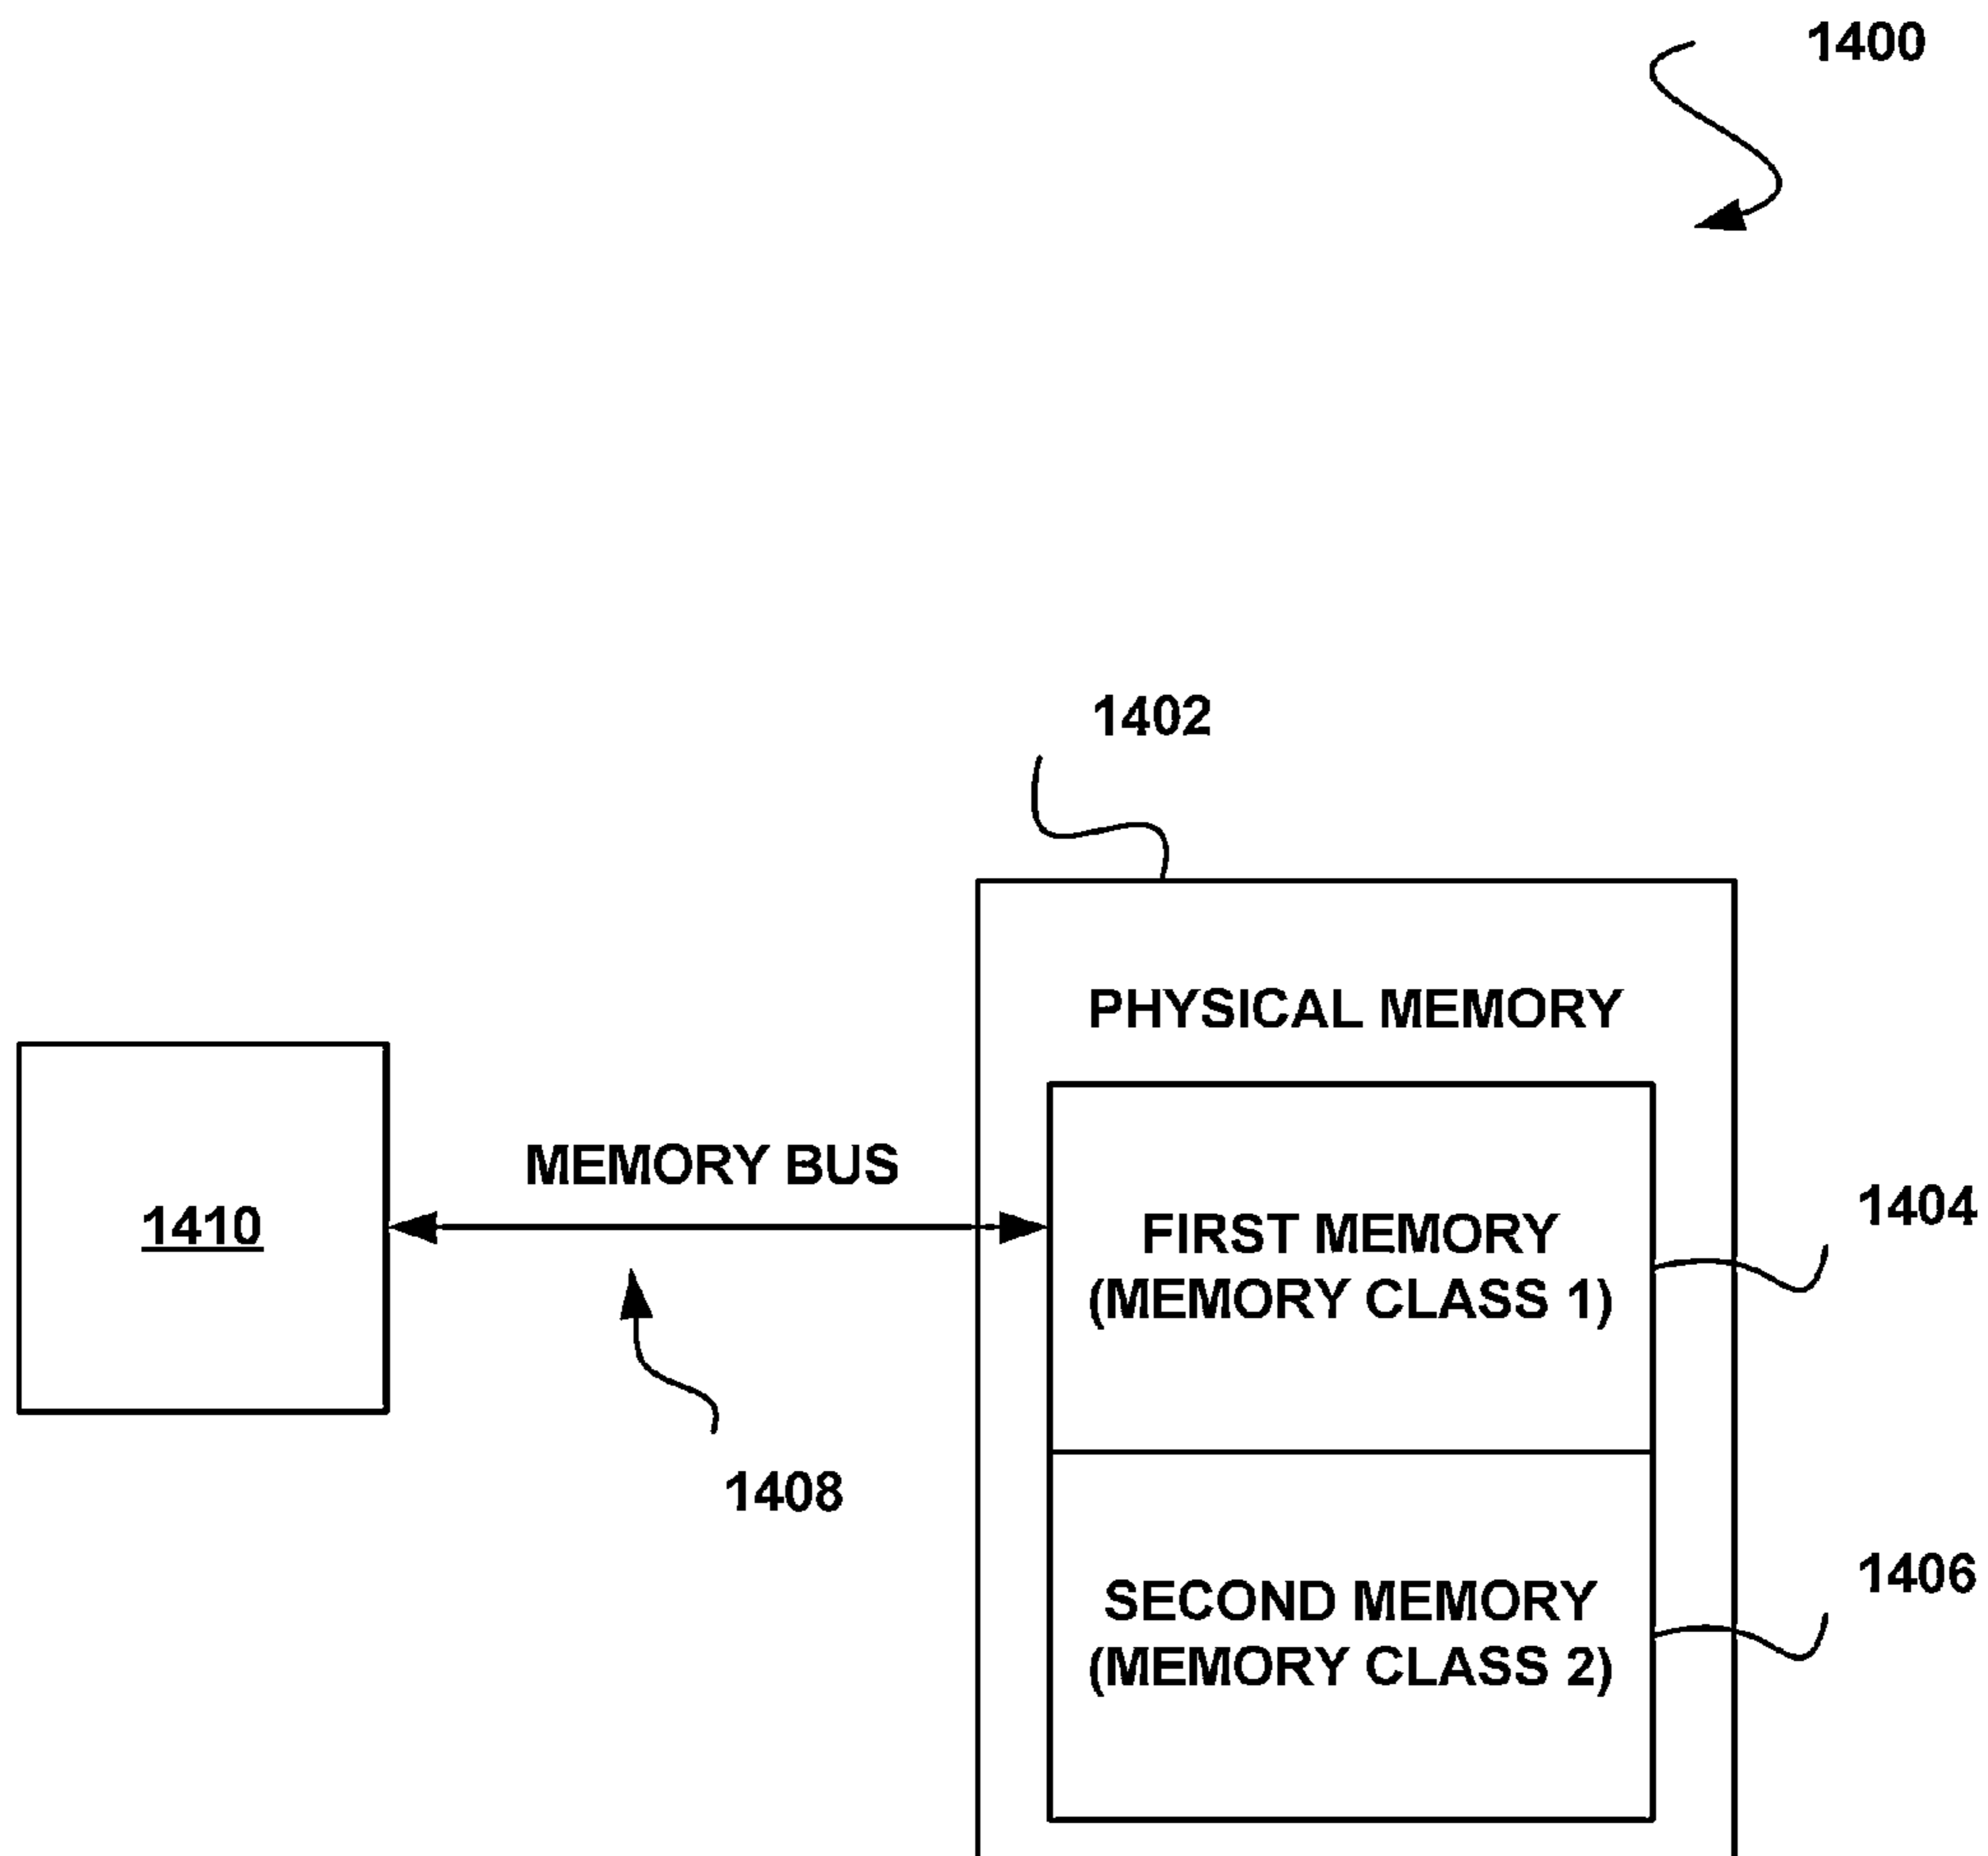 1400
1402
PHYSICAL MEMORY
MEMORY BUS
1410
FIRST MEMORY
(MEMORY CLASS 1)
1404
1408
SECOND MEMORY
(MEMORY CLASS 2)
1406